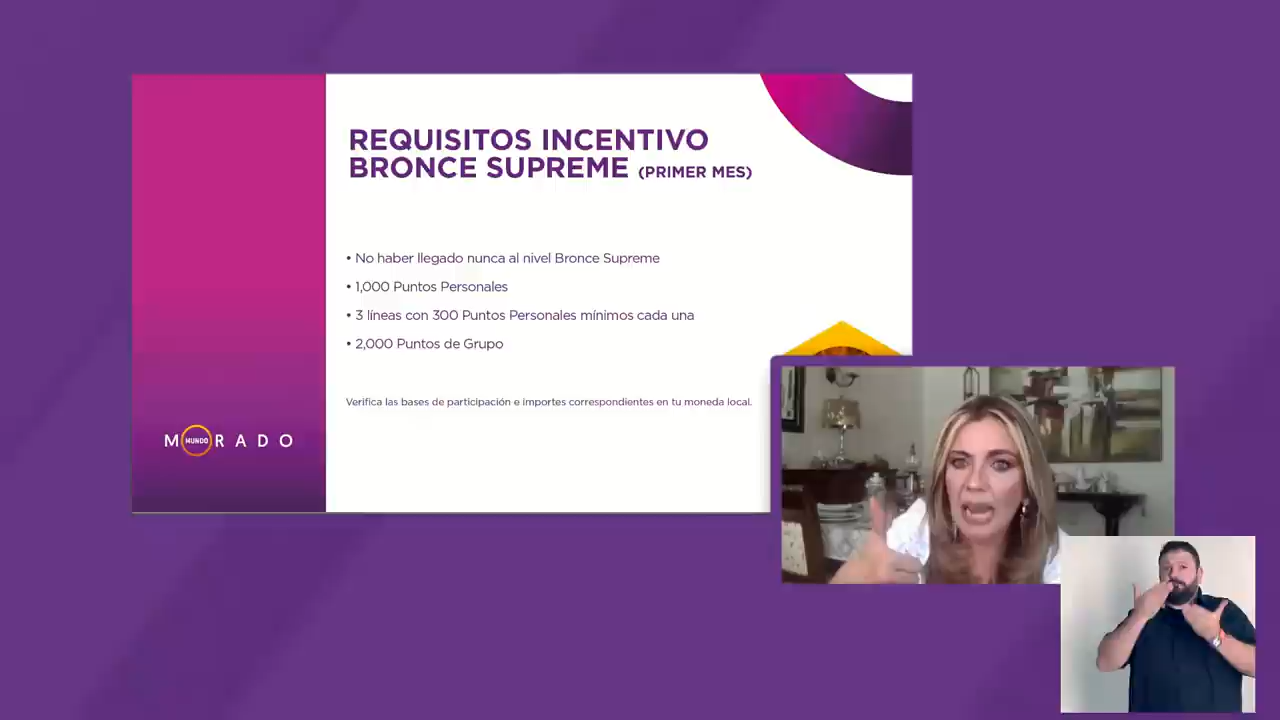 REQUISITOS INCENTIVO
BRONCE SUPREME (PRIMER MES)
• No haber llegado nunca al nivel Bronce Supreme
• 1,000 Puntos Personales
• 3 líneas con 300 Puntos Personales mínimos cada una
• 2,000 Puntos de Grupo
Verifica las bases de participación e importes correspondientes en tu moneda local.
M MUNDO RADO